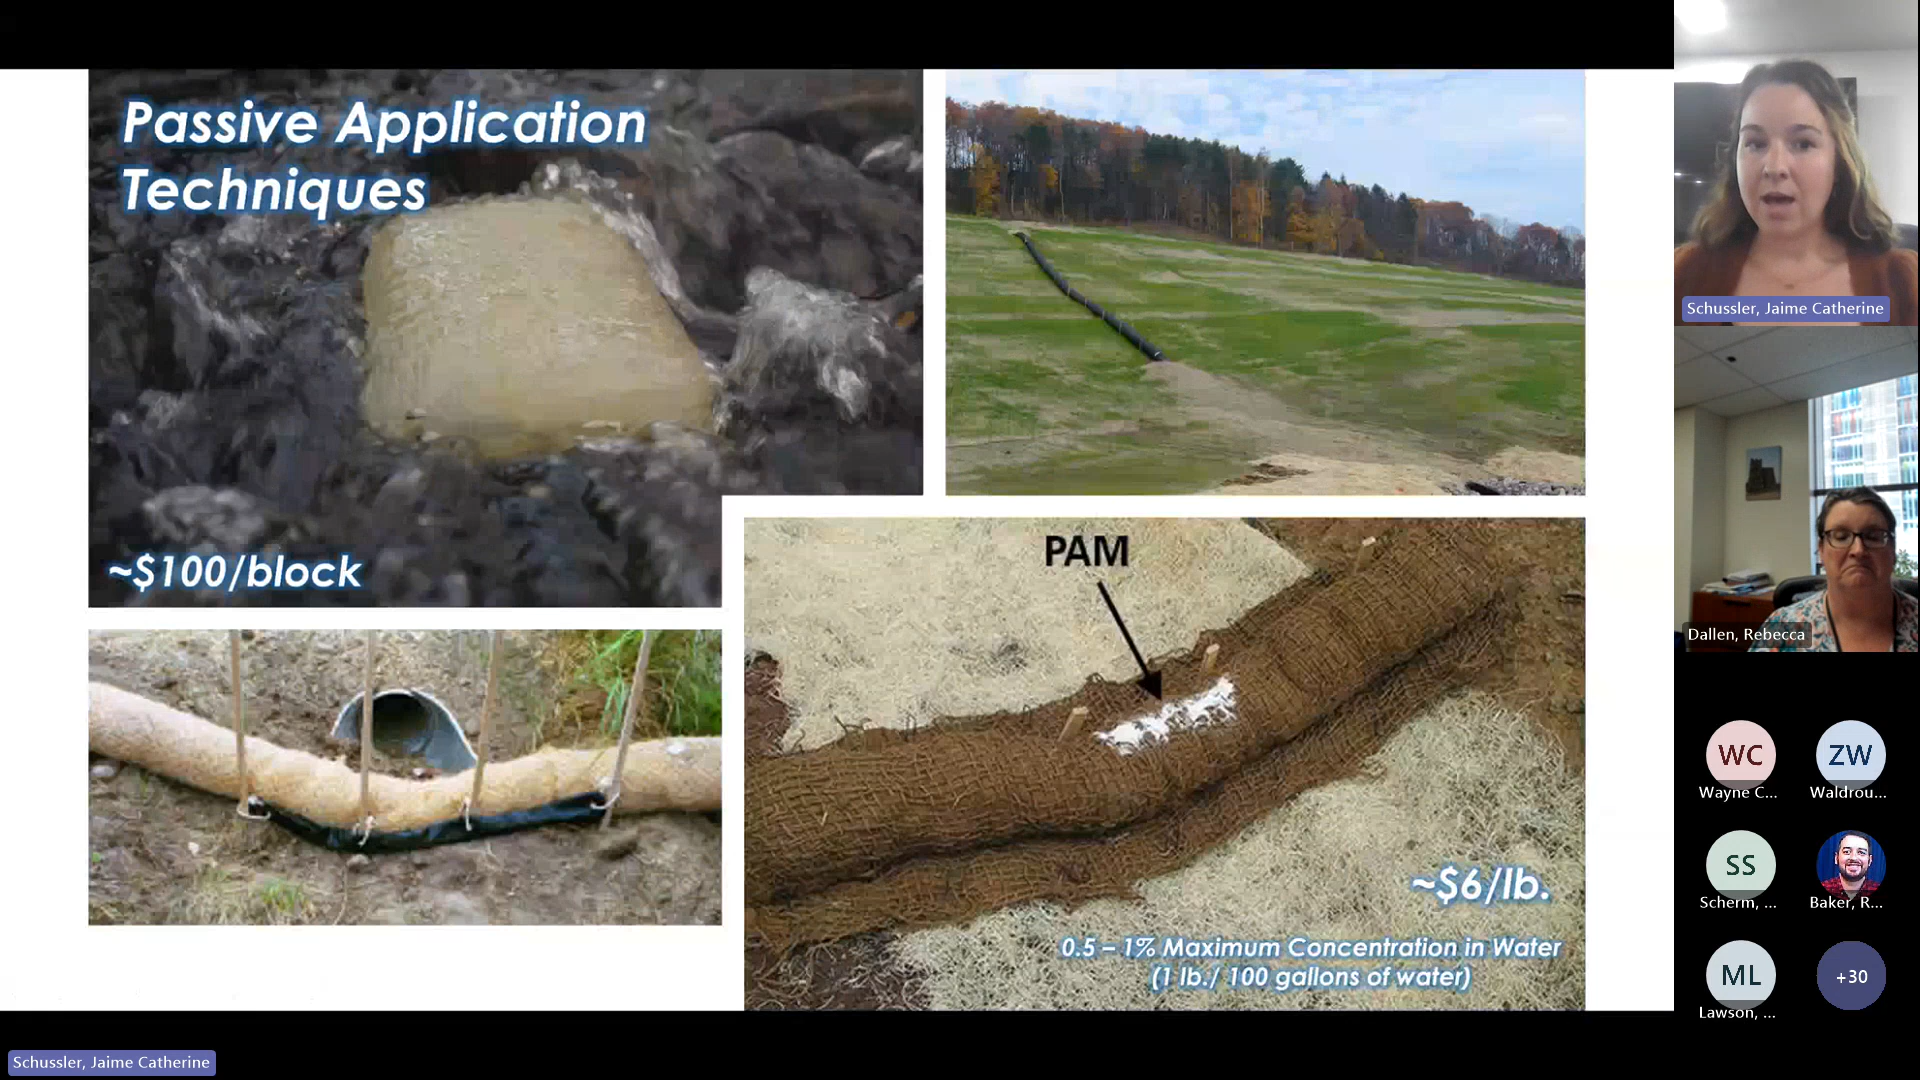 Passive Application
Techniques
~$100/block
PAM
~$6/lb.
0.5 – 1% Maximum Concentration in Water
(1 lb./ 100 gallons of water)
Schussler, Jaime Catherine
Dallen, Rebecca
WC
Wayne C...
ZW
Waldrou...
SS
Scherm, ...
Baker, R...
ML
Lawson, ...
+30
Schussler, Jaime Catherine